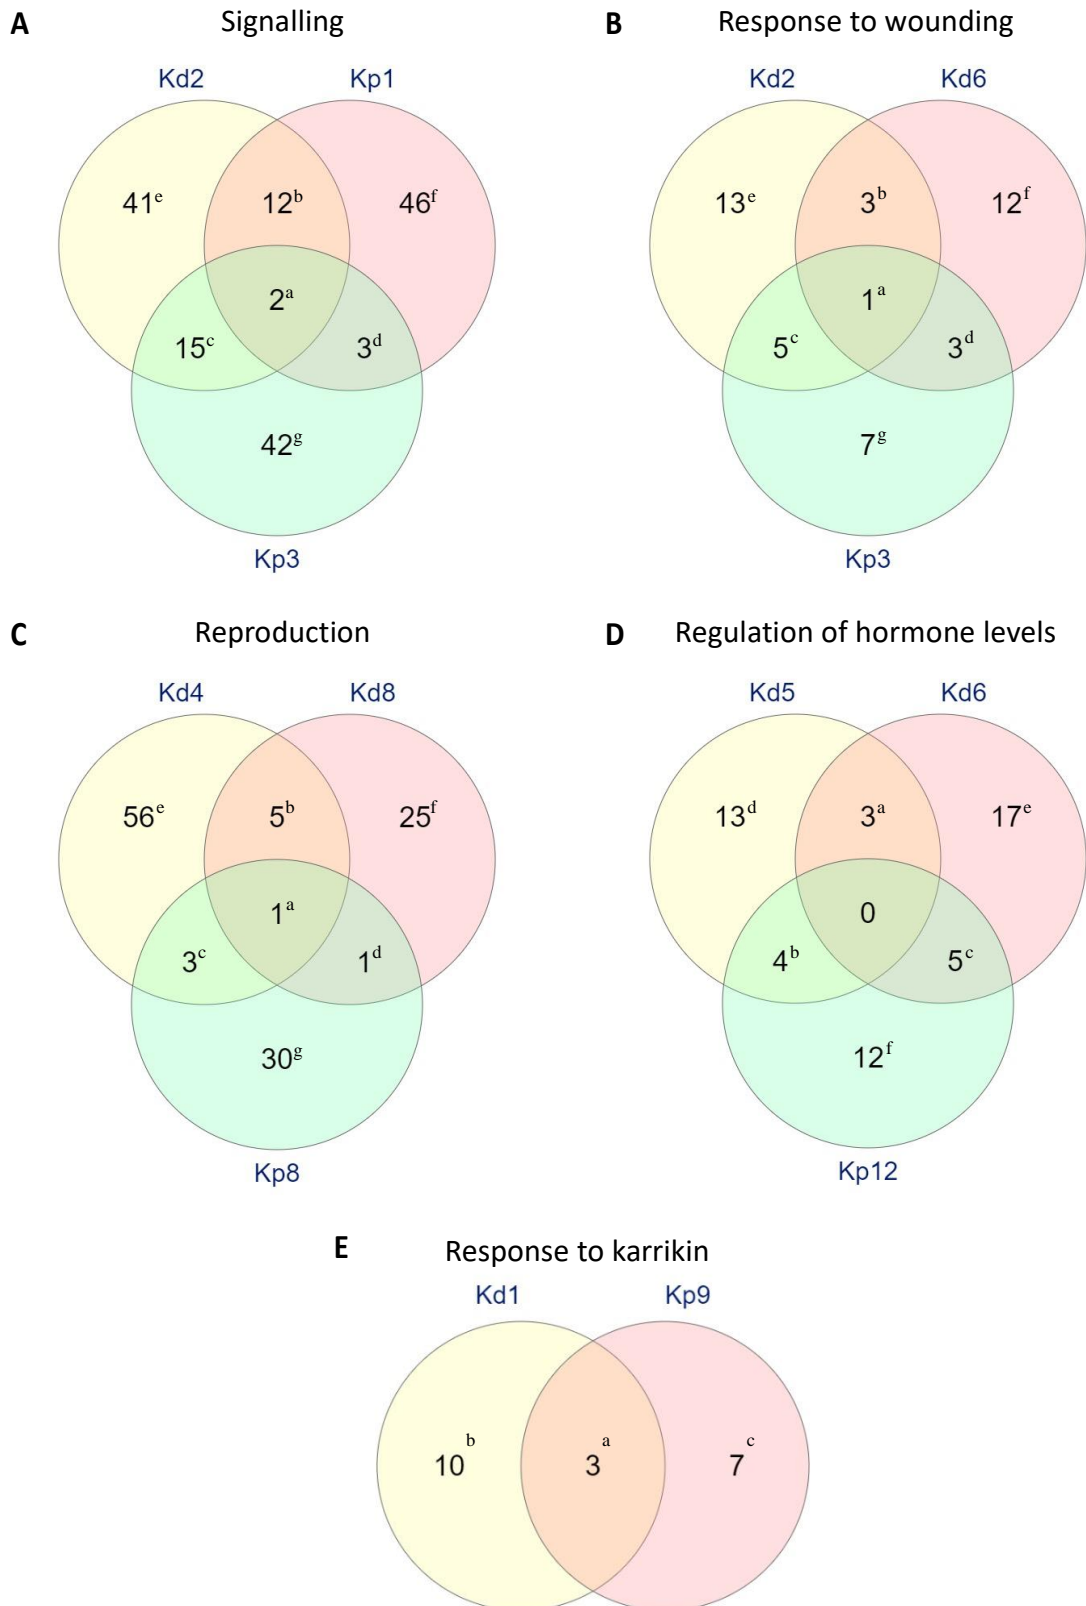 A Signalling
Kd2 Kp1
41e 12b 46f
2a
15c 3d
42g
Kp3
B Response to wounding
Kd2 Kd6
13e 3b 12f
1a
5c 3d
7g
Kp3
C Reproduction
Kd4 Kd8
56e 5b 25f
1a
3c 1d
30g
Kp8
D Regulation of hormone levels
Kd5 Kd6
13d 3a 17e
0
4b 5c
12f
Kp12
E Response to karrikin
Kd1 Kp9
10b 3a 7c